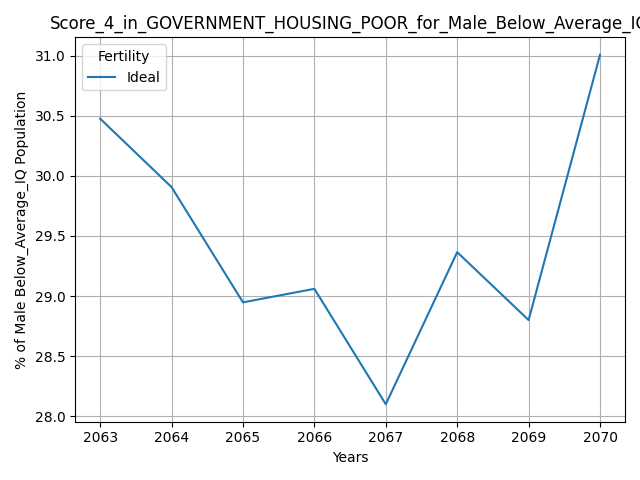 Score_4_in_GOVERNMENT_HOUSING_POOR_for_Male_Below_Average_IQ
Fertility
Ideal
% of Male Below_Average_IQ Population
31.0
30.5
30.0
29.5
29.0
28.5
28.0
2063 2064 2065 2066 2067 2068 2069 2070
Years